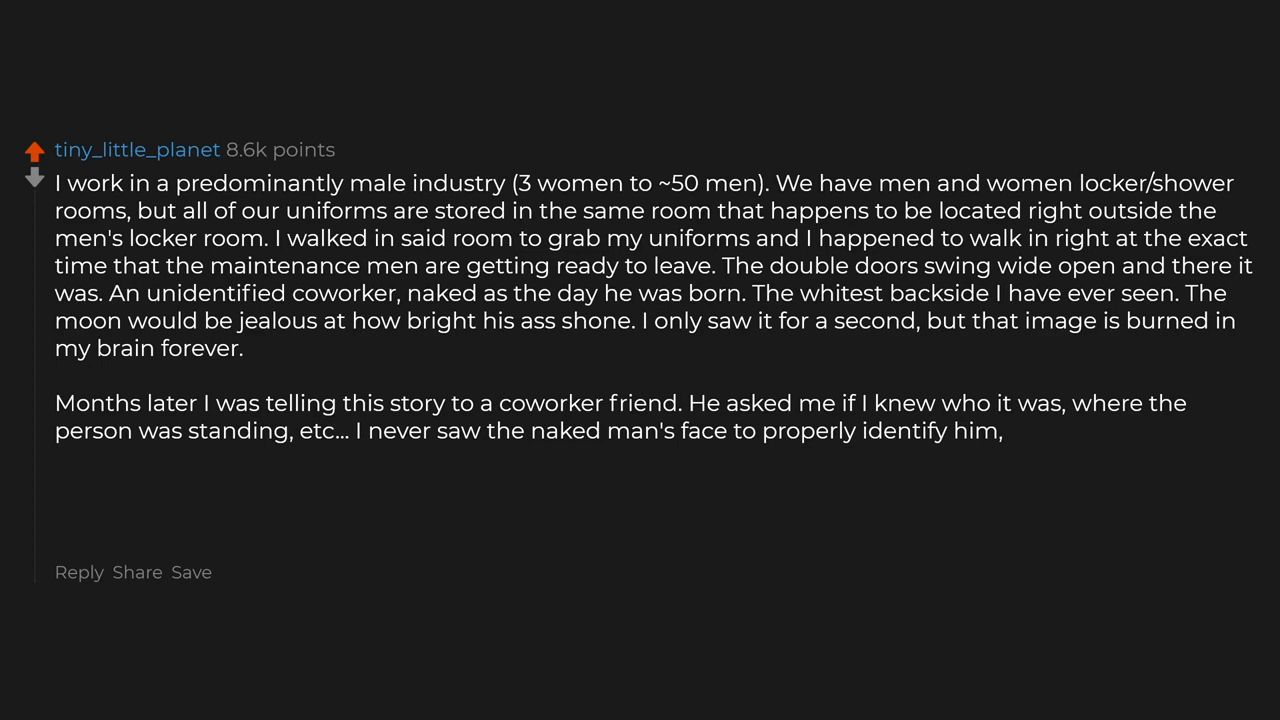 tiny_little_planet 8.6k points
I work in a predominantly male industry (3 women to ~50 men). We have men and women locker/shower
rooms, but all of our uniforms are stored in the same room that happens to be located right outside the
men's locker room. I walked in said room to grab my uniforms and I happened to walk in right at the exact
time that the maintenance men are getting ready to leave. The double doors swing wide open and there it
was. An unidentified coworker, naked as the day he was born. The whitest backside I have ever seen. The
moon would be jealous at how bright his ass shone. I only saw it for a second, but that image is burned in
my brain forever.
Months later I was telling this story to a coworker friend. He asked me if I knew who it was, where the
person was standing, etc... I never saw the naked man's face to properly identify him,
Reply Share Save